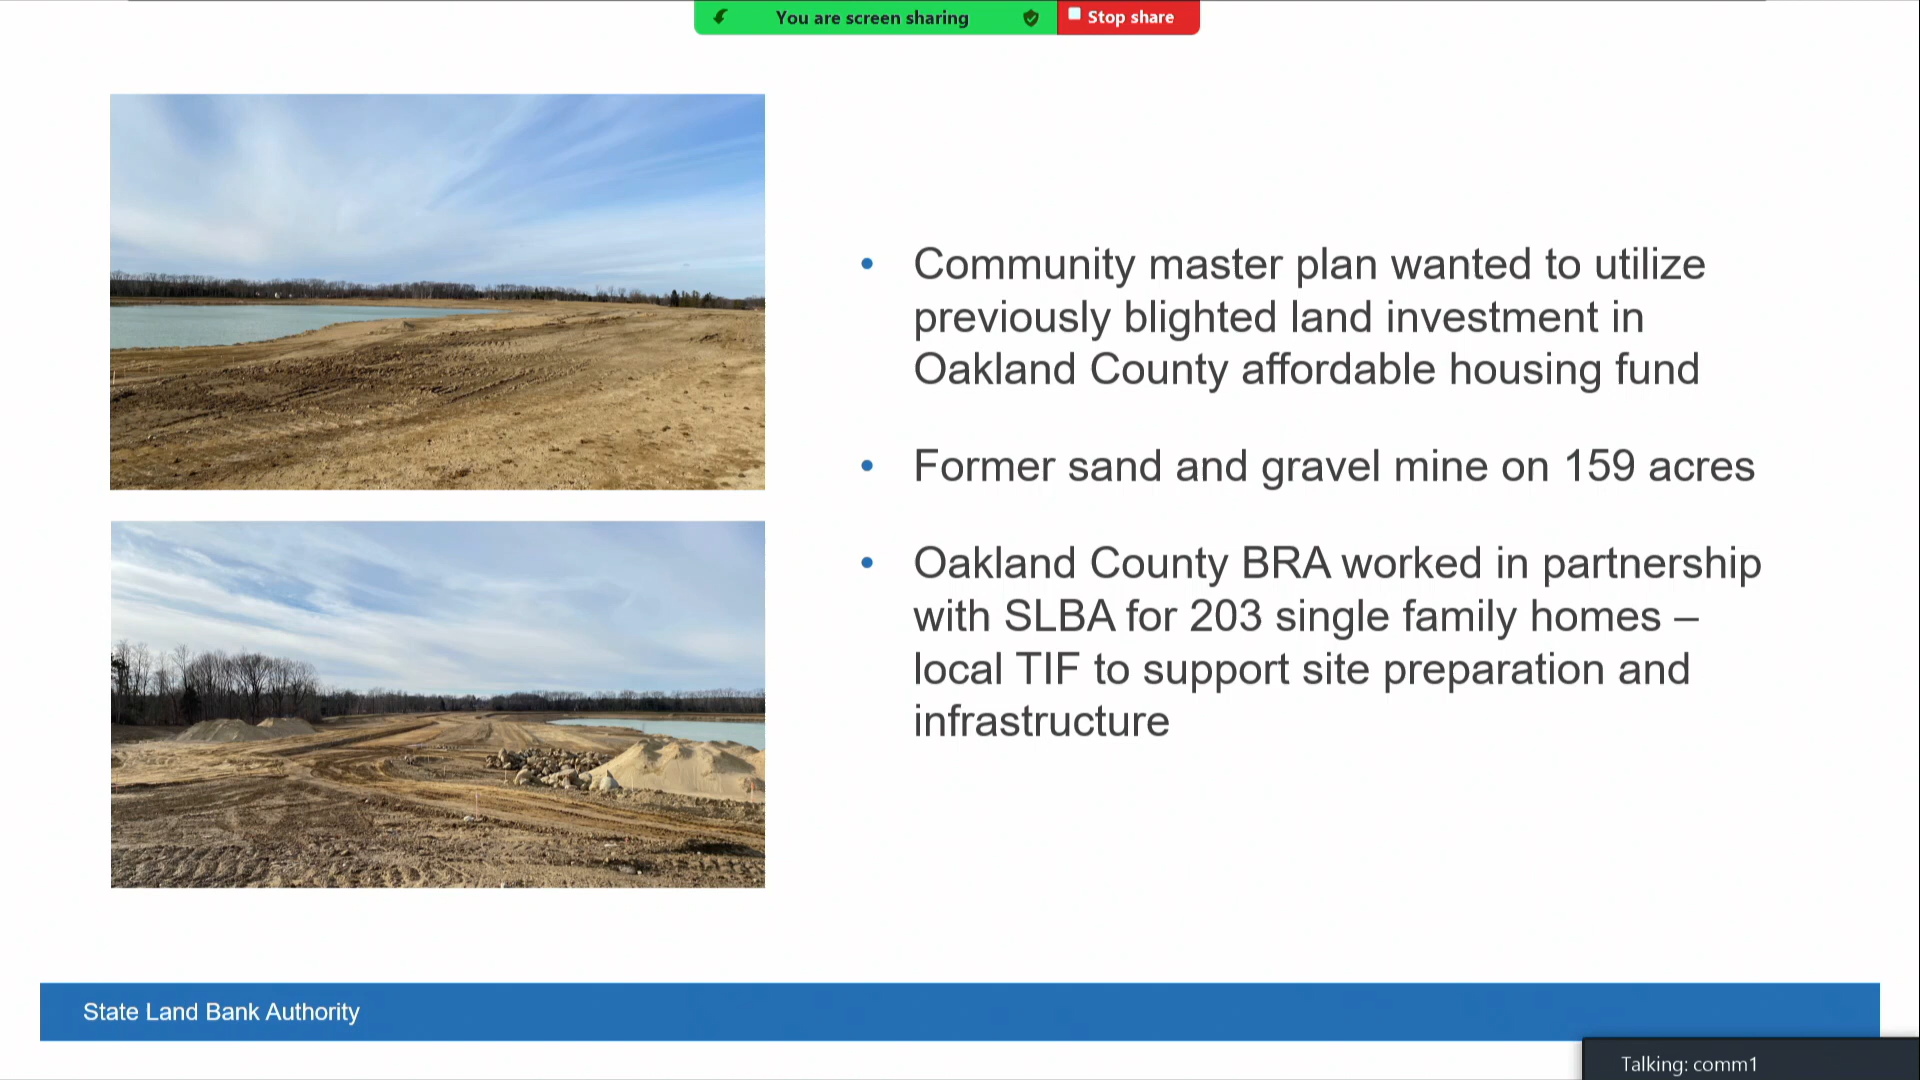 You are screen sharing
Stop share
• Community master plan wanted to utilize
previously blighted land investment in
Oakland County affordable housing fund
• Former sand and gravel mine on 159 acres
• Oakland County BRA worked in partnership
with SLBA for 203 single family homes –
local TIF to support site preparation and
infrastructure
State Land Bank Authority
Talking: comm1